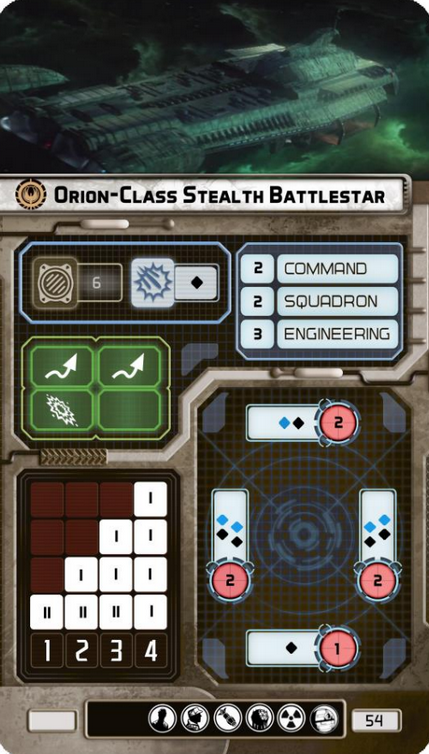 ORION-CLASS STEALTH BATTLESTAR
6
2 COMMAND
2 SQUADRON
3 ENGINEERING
2
I
I I
2 2
I I I
II II II I
1 2 3 4
1
54